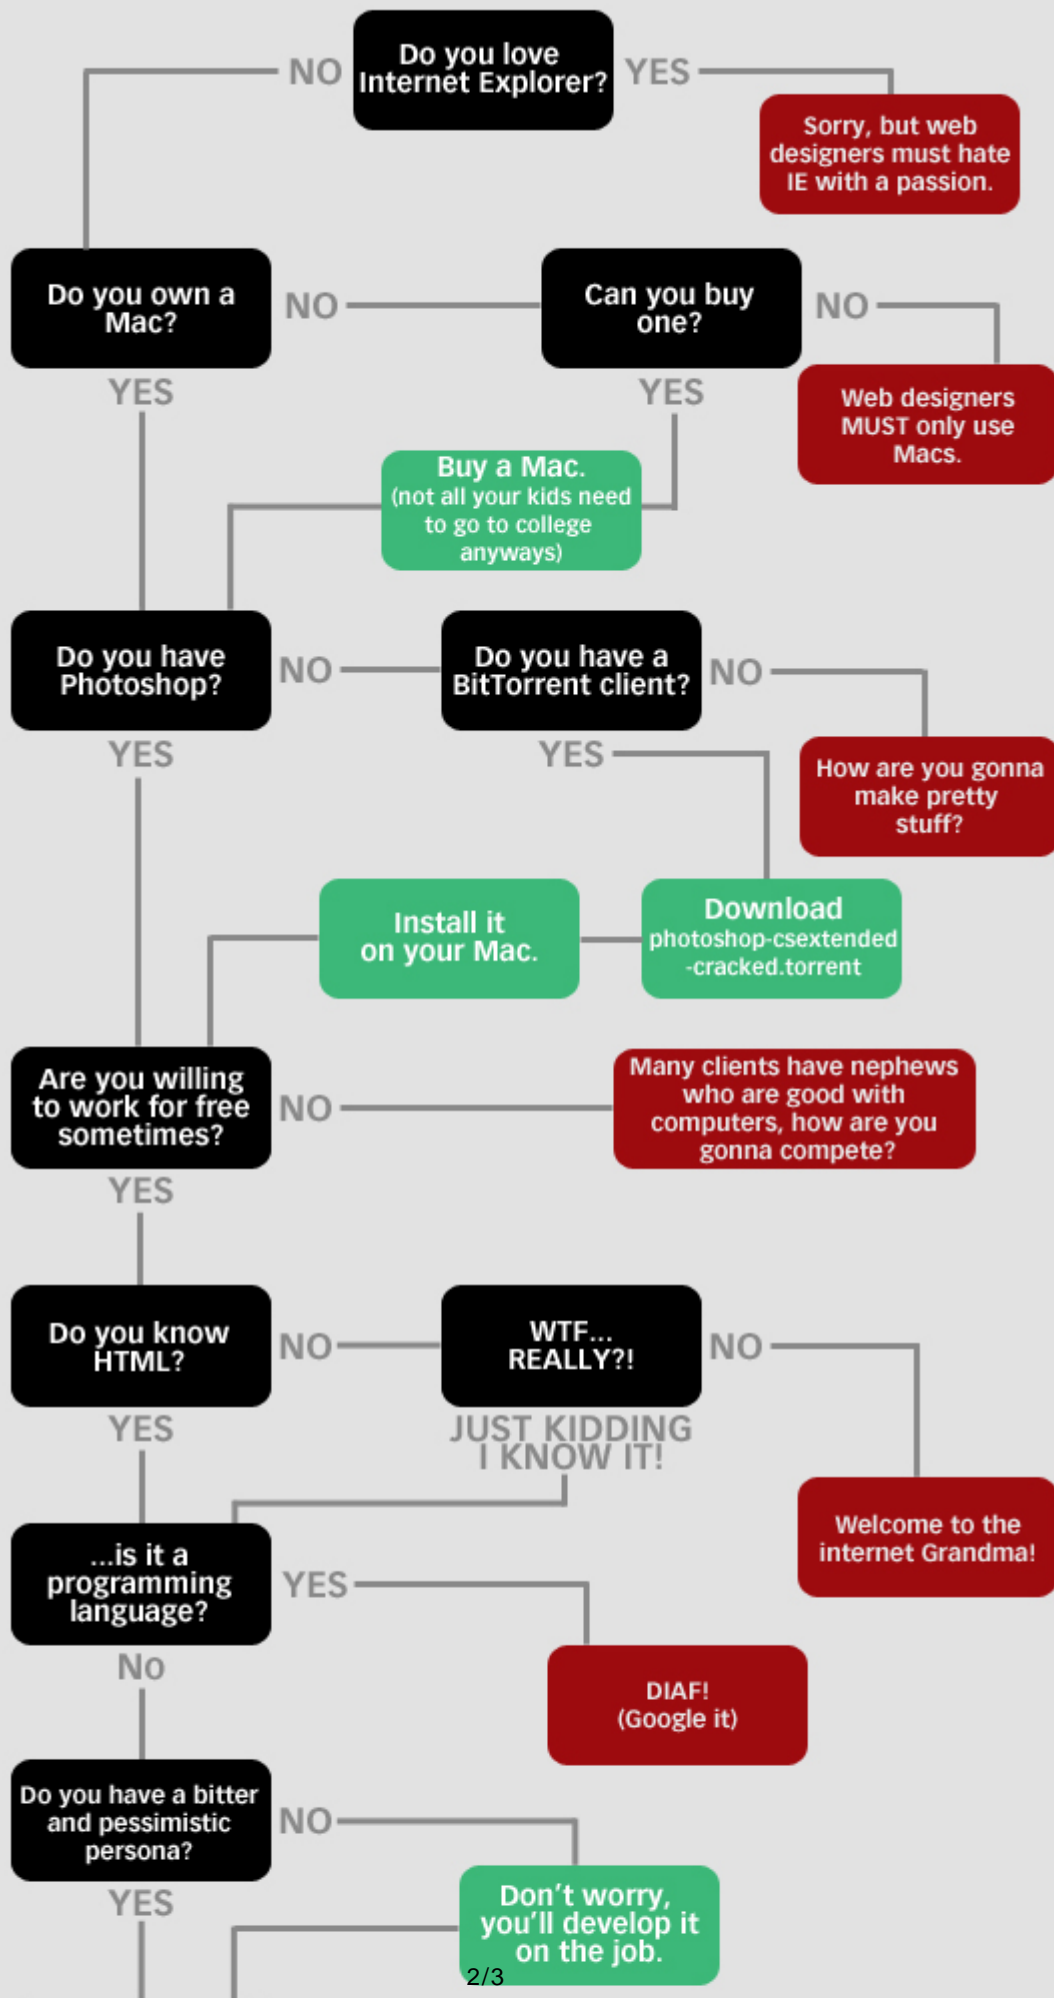 Do you love
Internet Explorer?
NO
YES
Sorry, but web
designers must hate
IE with a passion.
Do you own a
Mac?
NO
Can you buy
one?
NO
YES
YES
Web designers
MUST only use
Macs.
Buy a Mac.
(not all your kids need
to go to college
anyways)
Do you have
Photoshop?
NO
Do you have a
BitTorrent client?
NO
YES
YES
How are you gonna
make pretty
stuff?
Install it
on your Mac.
Download
photoshop-csextended
-cracked.torrent
Are you willing
to work for free
sometimes?
NO
Many clients have nephews
who are good with
computers, how are you
gonna compete?
YES
Do you know
HTML?
NO
WTF...
REALLY?!
NO
YES
JUST KIDDING
I KNOW IT!
Welcome to the
internet Grandma!
...is it a
programming
language?
YES
No
DIAF!
(Google it)
Do you have a bitter
and pessimistic
persona?
NO
YES
Don't worry,
you'll develop it
on the job.
2/3